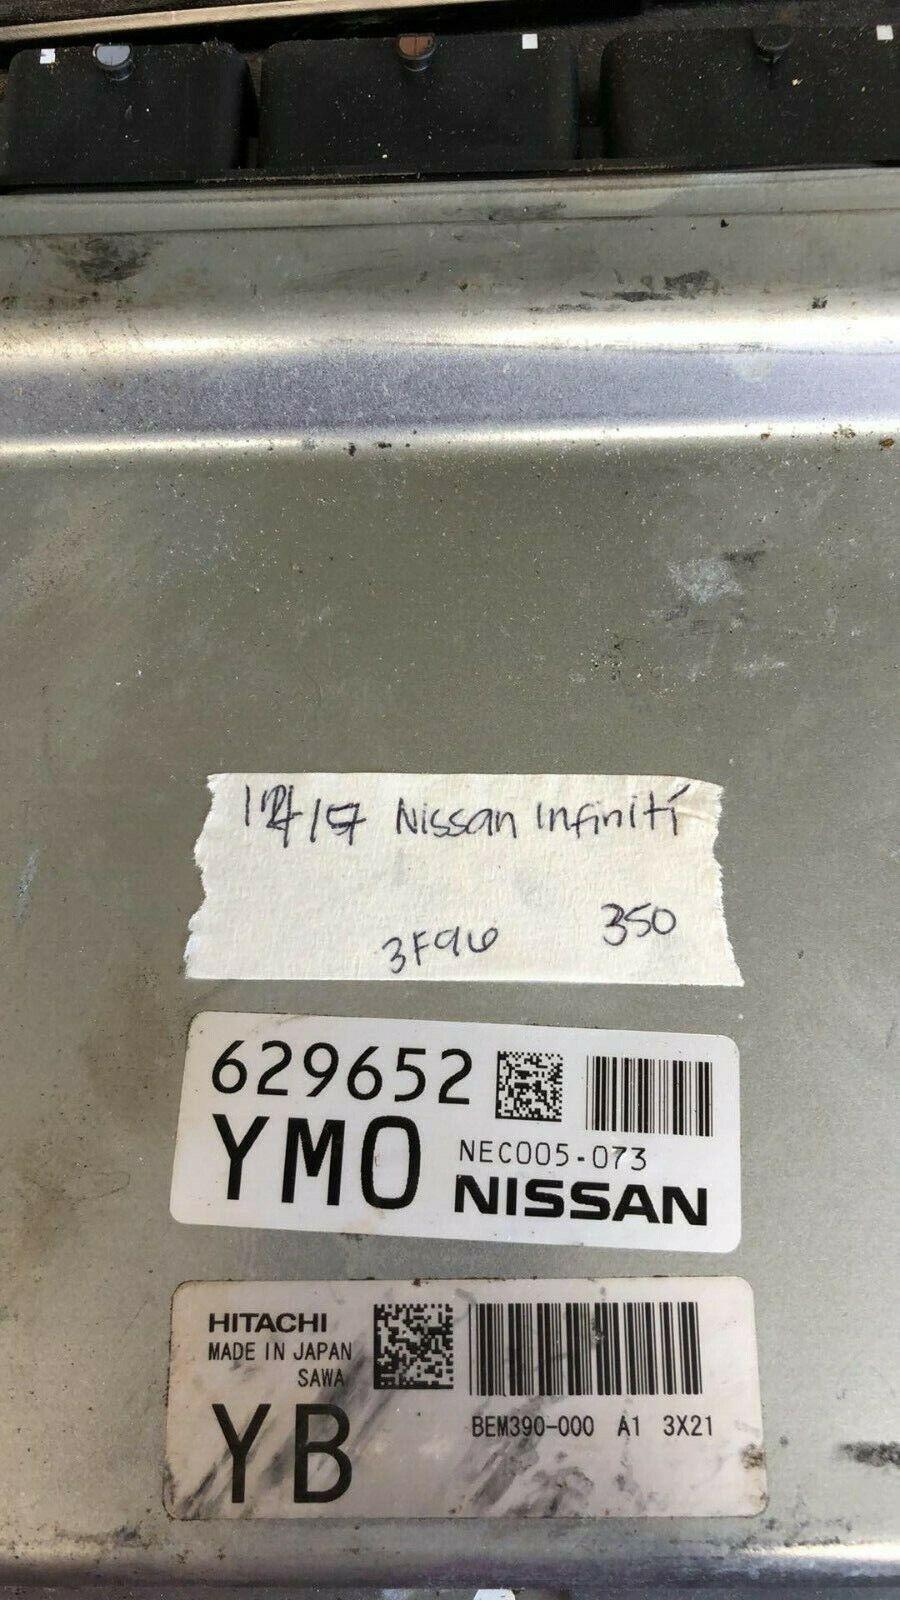 Nissan Infiniti
3F96 350
629652
YM0 NEC005-073
NISSAN
HITACHI
MADE IN JAPAN
SAWA
YB BEM390-000 A1 3X21